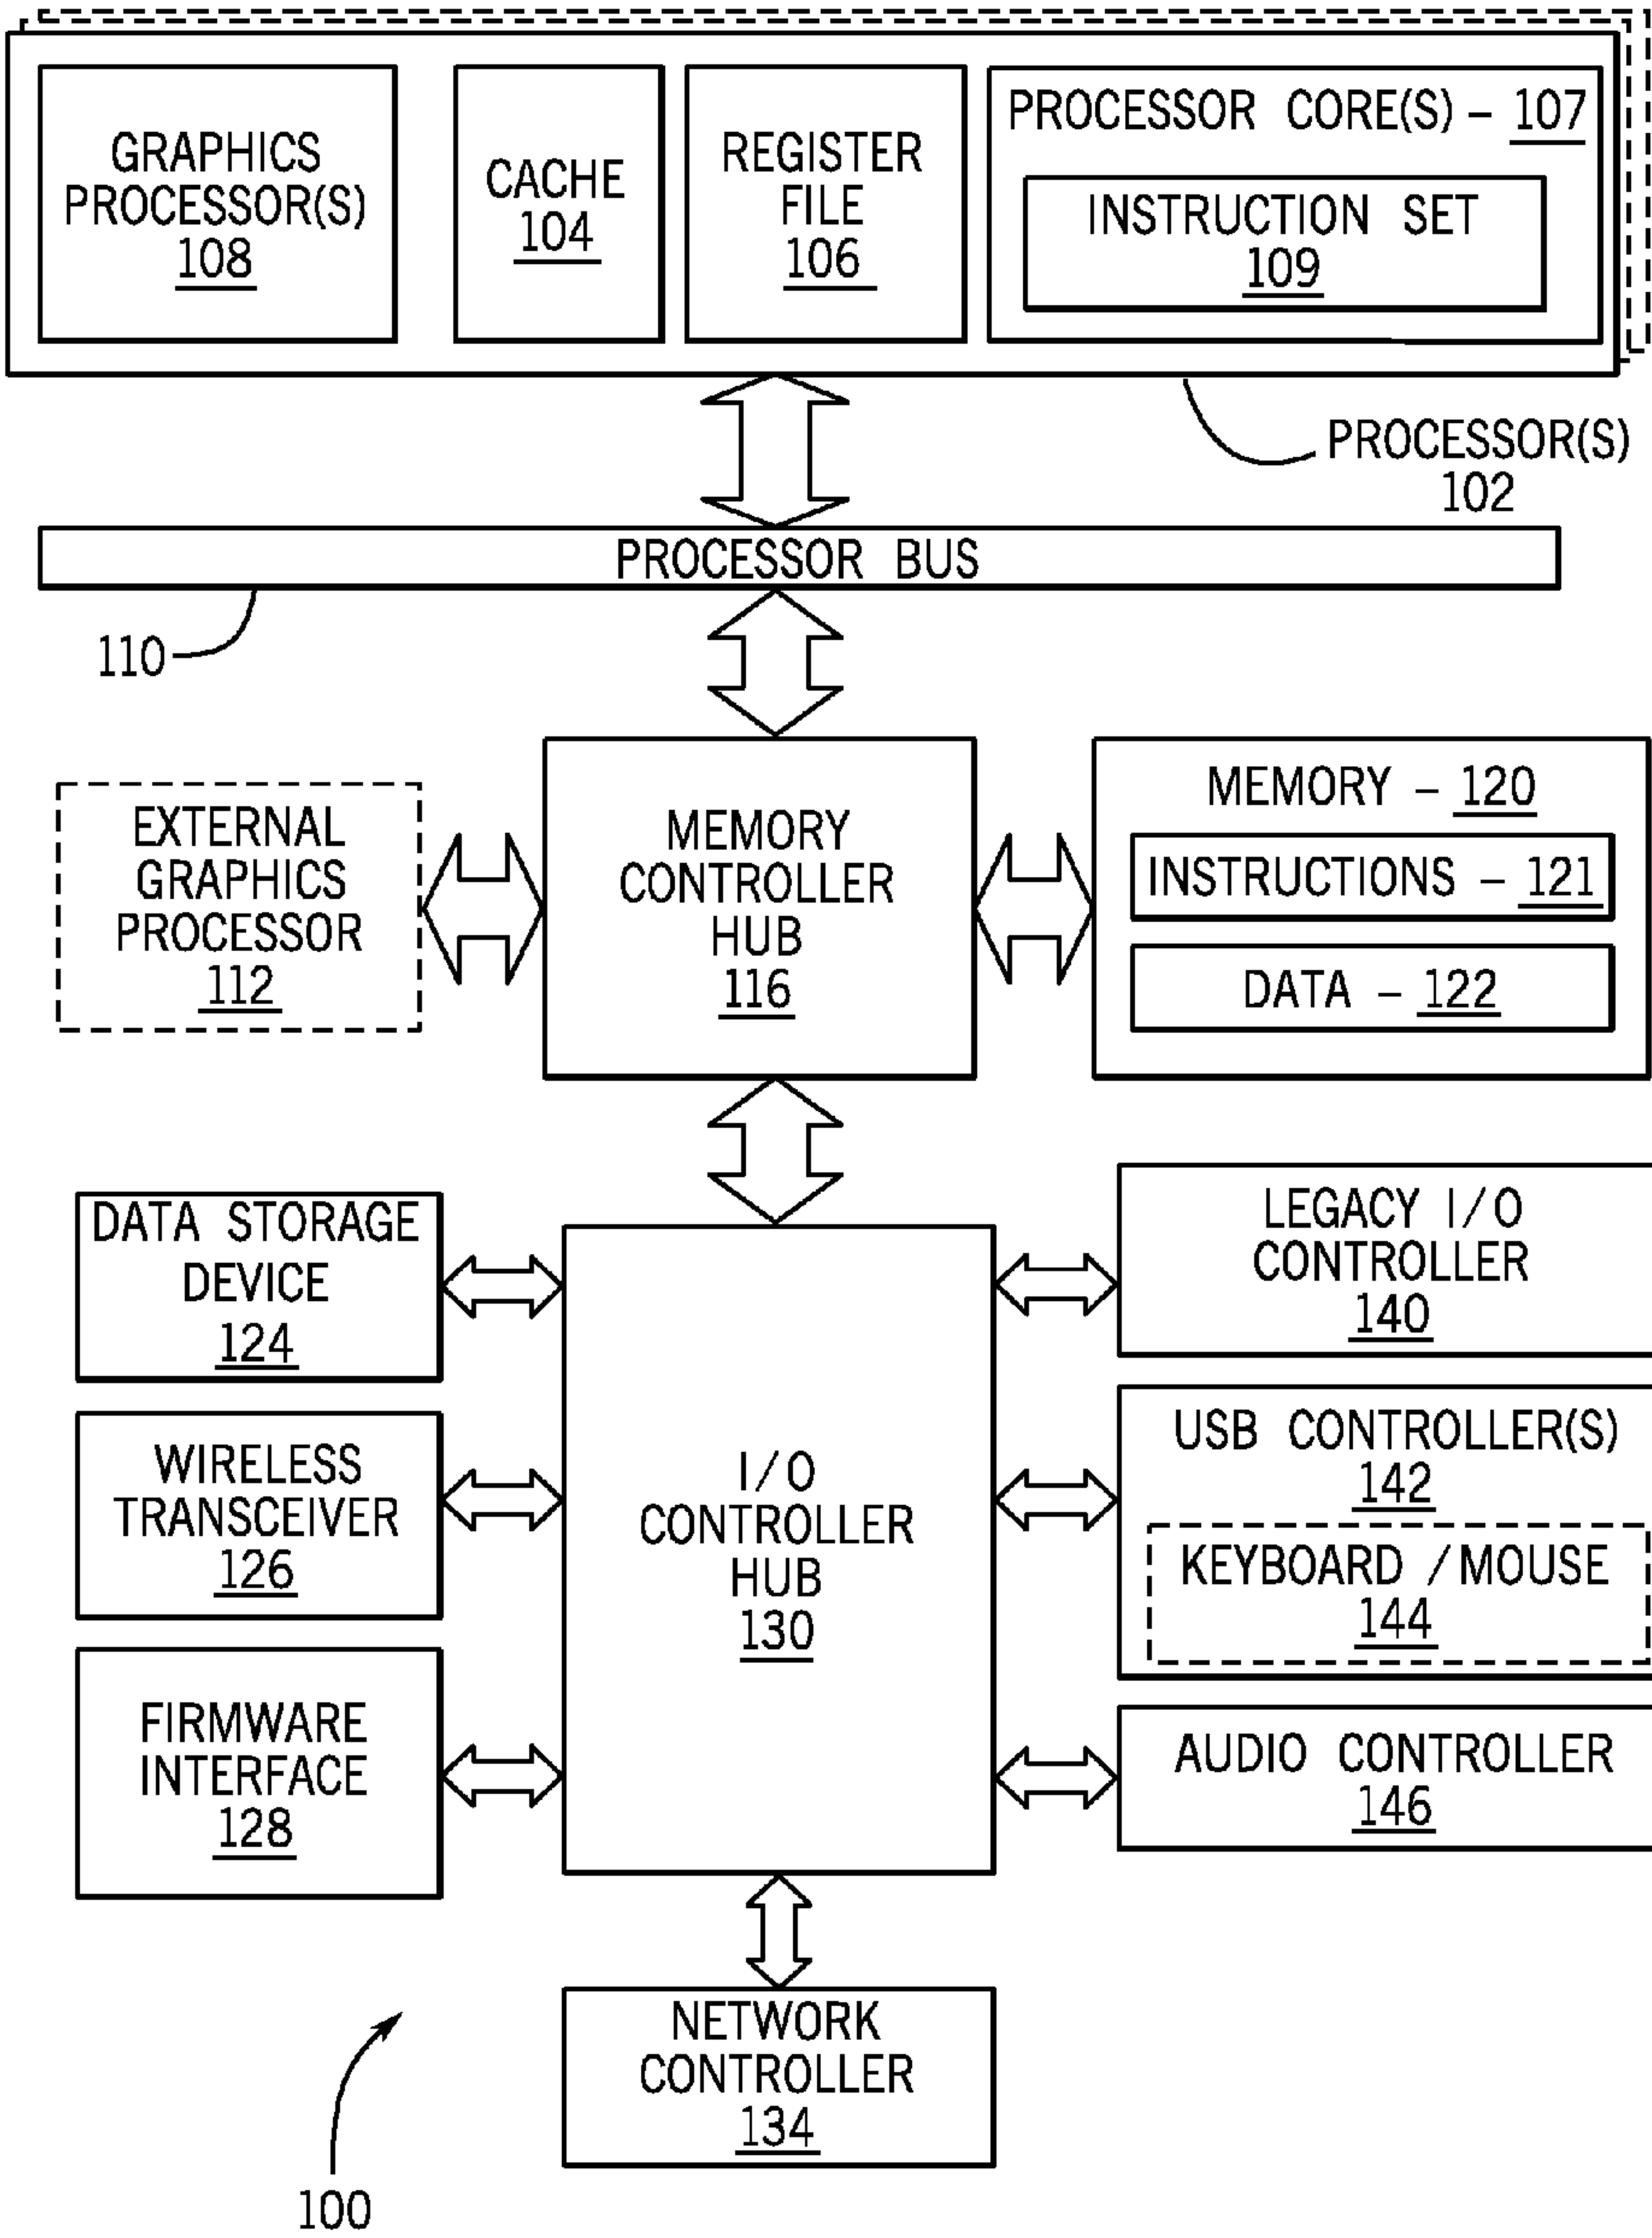 GRAPHICS
PROCESSOR(S)
108
CACHE
104
REGISTER
FILE
106
PROCESSOR CORE(S) – 107
INSTRUCTION SET
109
PROCESSOR(S)
102
PROCESSOR BUS
110
EXTERNAL
GRAPHICS
PROCESSOR
112
MEMORY
CONTROLLER
HUB
116
MEMORY – 120
INSTRUCTIONS – 121
DATA – 122
DATA STORAGE
DEVICE
124
WIRELESS
TRANSCEIVER
126
FIRMWARE
INTERFACE
128
I/O
CONTROLLER
HUB
130
LEGACY I/O
CONTROLLER
140
USB CONTROLLER(S)
142
KEYBOARD /MOUSE
144
AUDIO CONTROLLER
146
NETWORK
CONTROLLER
134
100